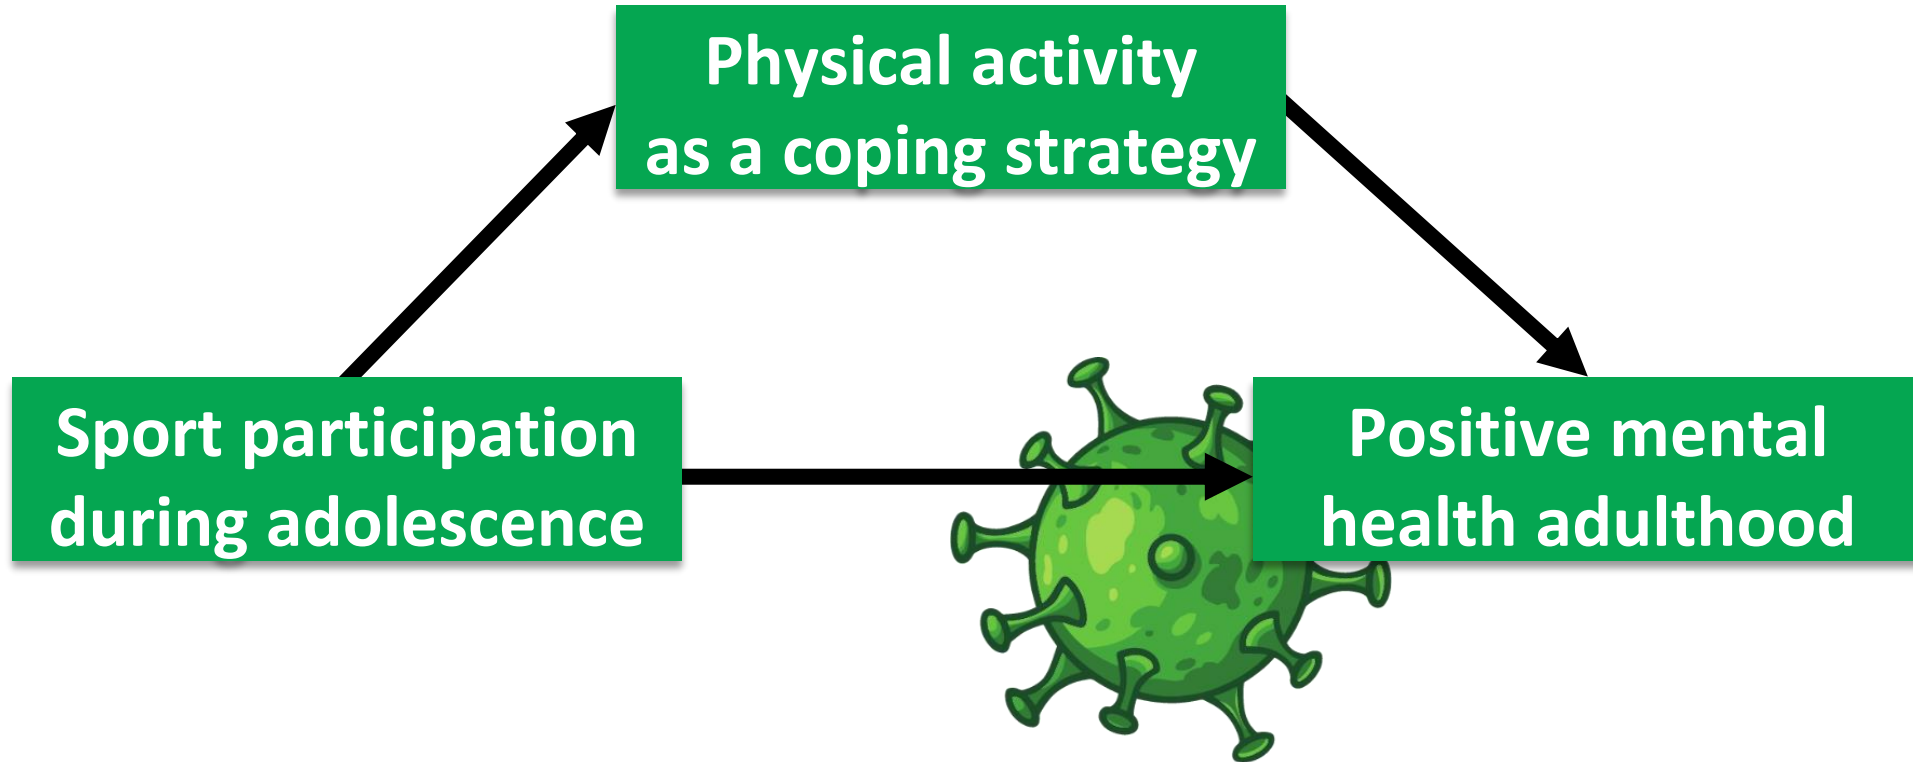 Physical activity
as a coping strategy
Sport participation
during adolescence
Positive mental
health adulthood